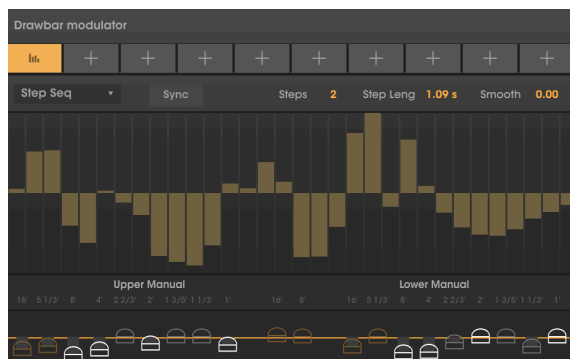 Drawbar modulator
Step Seq Sync Steps 2 Step Leng 1.09 s Smooth 0.00
Upper Manual Lower Manual
16' 5 1/3' 8' 4' 2 2/3' 2' 1 3/5' 1 1/3' 1' 16' 8' 16' 5 1/3' 8' 4' 2 2/3' 2' 1 3/5' 1 1/3' 1'